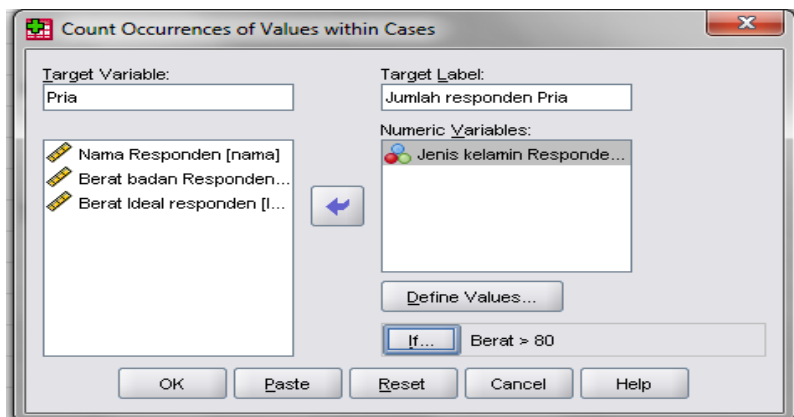 Count Occurrences of Values within Cases
Target Variable:
Target Label:
Pria
Jumlah responden Pria
Numeric Variables:
Nama Responden [nama]
Berat badan Responden...
Berat Ideal responden [I...
Jenis kelamin Responde...
Define Values...
If...
Berat > 80
OK
Paste
Reset
Cancel
Help